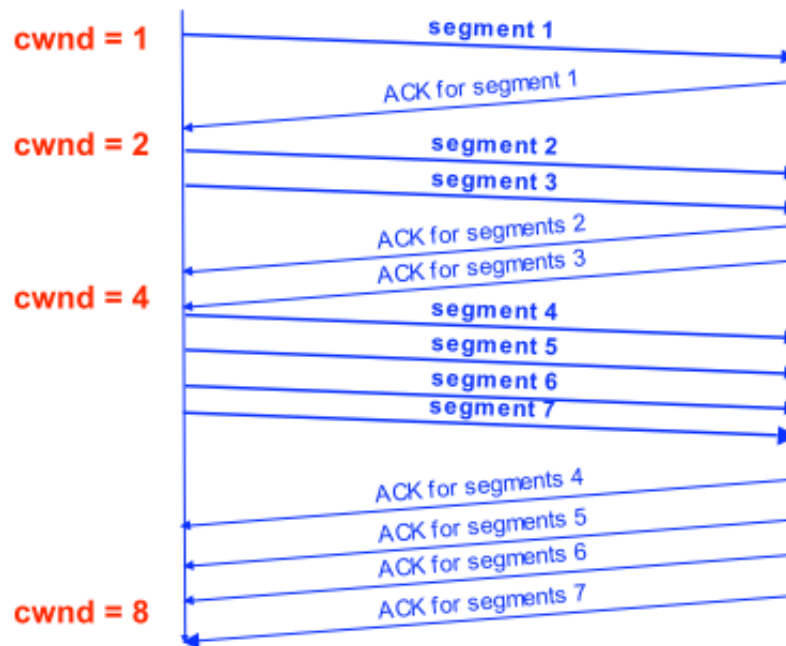 cwnd = 1
segment 1
ACK for segment 1
cwnd = 2
segment 2
segment 3
ACK for segments 2
ACK for segments 3
cwnd = 4
segment 4
segment 5
segment 6
segment 7
ACK for segments 4
ACK for segments 5
ACK for segments 6
ACK for segments 7
cwnd = 8